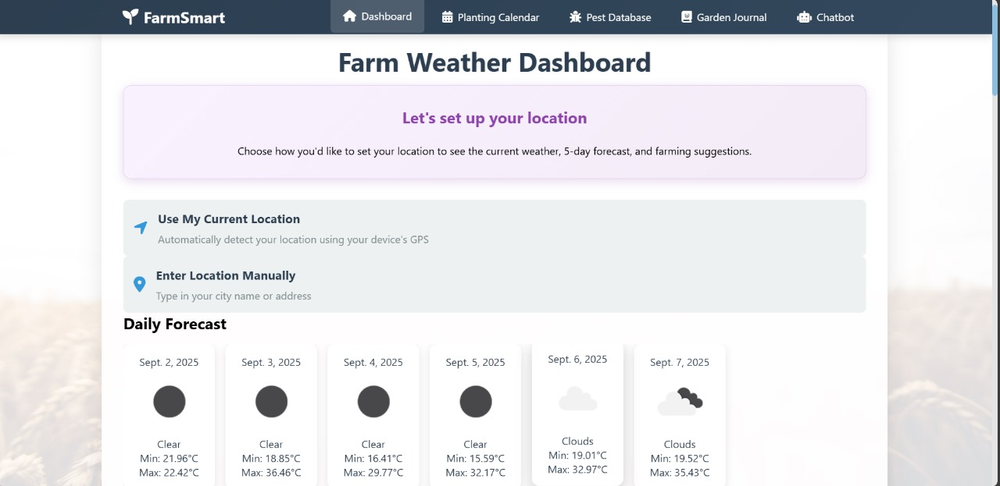 FarmSmart
Dashboard
Planting Calendar
Pest Database
Garden Journal
Chatbot
Farm Weather Dashboard
Let's set up your location
Choose how you'd like to set your location to see the current weather, 5-day forecast, and farming suggestions.
Use My Current Location
Automatically detect your location using your device's GPS
Enter Location Manually
Type in your city name or address
Daily Forecast
Sept. 2, 2025
Clear
Min: 21.96°C
Max: 22.42°C
Sept. 3, 2025
Clear
Min: 18.85°C
Max: 36.46°C
Sept. 4, 2025
Clear
Min: 16.41°C
Max: 29.77°C
Sept. 5, 2025
Clear
Min: 15.59°C
Max: 32.17°C
Sept. 6, 2025
Clouds
Min: 19.01°C
Max: 32.97°C
Sept. 7, 2025
Clouds
Min: 19.52°C
Max: 35.43°C